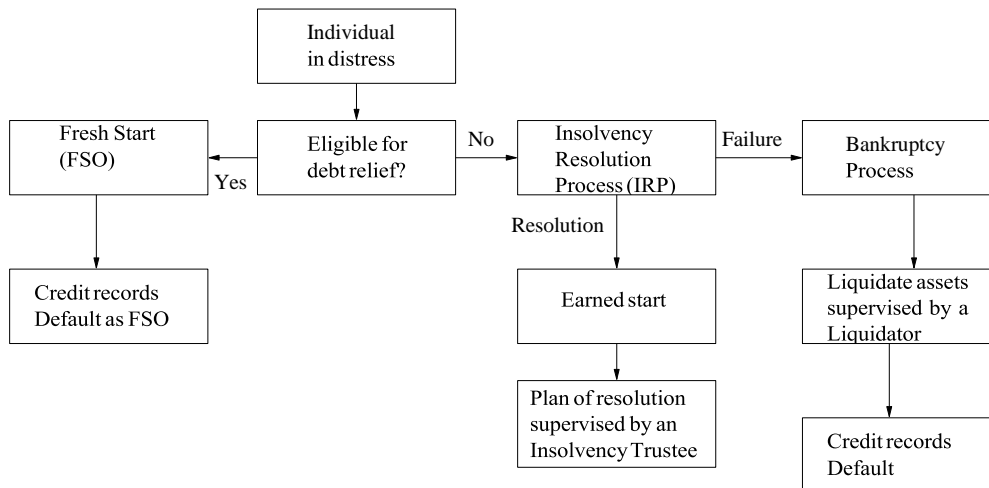 Individual
in distress
Fresh Start
(FSO)
Yes
Eligible for
debt relief?
No
Insolvency
Resolution
Process (IRP)
Failure
Bankruptcy
Process
Resolution
Credit records
Default as FSO
Earned start
Liquidate assets
supervised by a
Liquidator
Plan of resolution
supervised by an
Insolvency Trustee
Credit records
Default